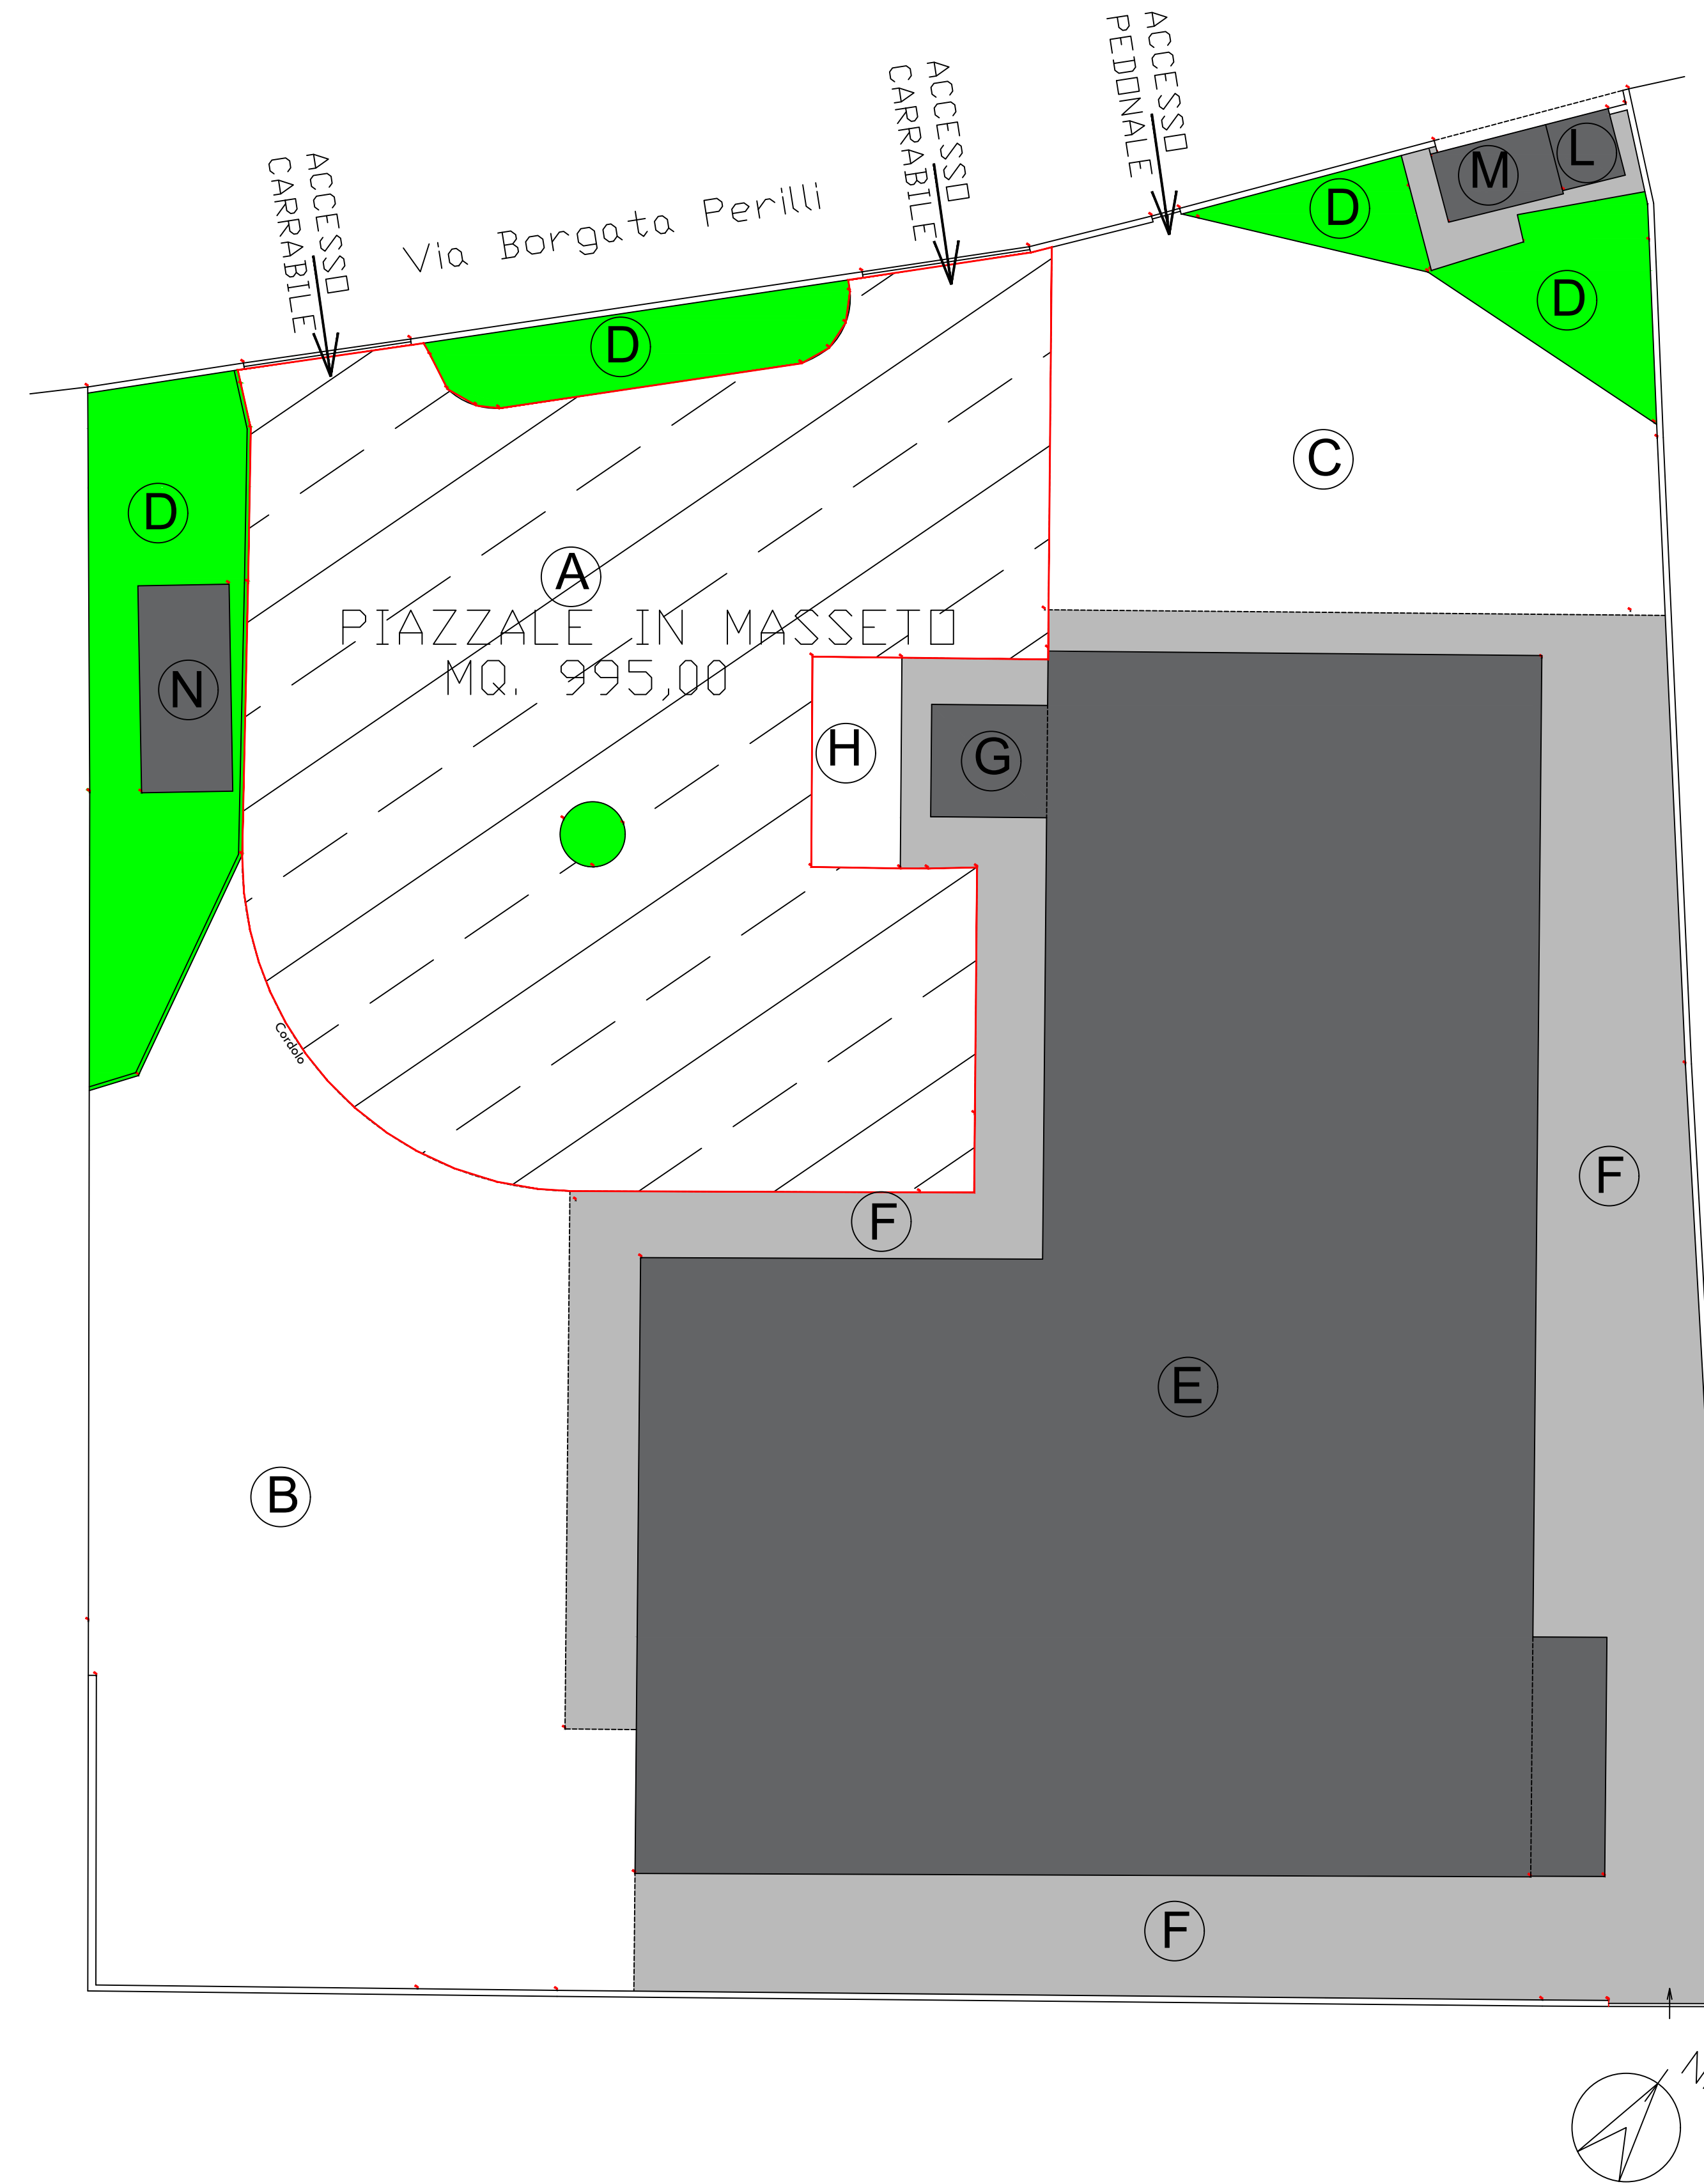 ACCESSO
PEDONALE
ACCESSO
CARRABILE
ACCESSO
CARRABILE
Via Borgata Perilli
L
M
D
D
D
C
D
A
PIAZZALE IN MASSETO
MQ. 995,00
N
H
G
Cordolo
F
F
E
B
F
N